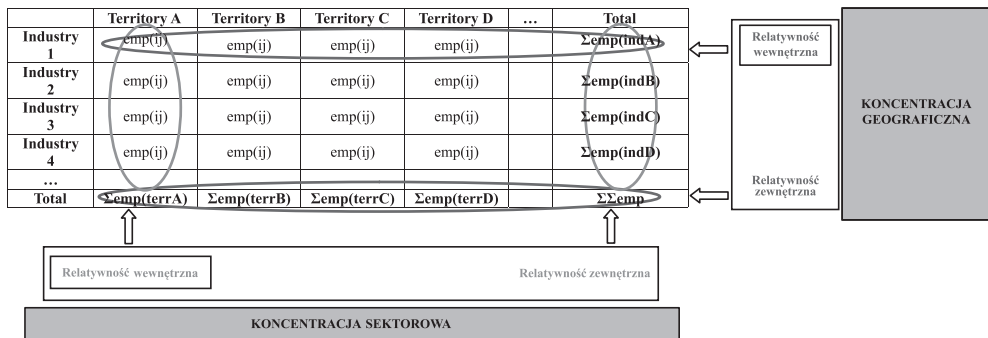 Territory A Territory B Territory C Territory D … Total
Industry 1 emp(ij) emp(ij) emp(ij) emp(ij) Σemp(indA)
Industry 2 emp(ij) emp(ij) emp(ij) emp(ij) Σemp(indB)
Industry 3 emp(ij) emp(ij) emp(ij) emp(ij) Σemp(indC)
Industry 4 emp(ij) emp(ij) emp(ij) emp(ij) Σemp(indD)
…
Total Σemp(terrA) Σemp(terrB) Σemp(terrC) Σemp(terrD) ΣΣemp
Relatywność
wewnętrzna
Relatywność
zewnętrzna
KONCENTRACJA
GEOGRAFICZNA
Relatywność wewnętrzna Relatywność zewnętrzna
KONCENTRACJA SEKTOROWA